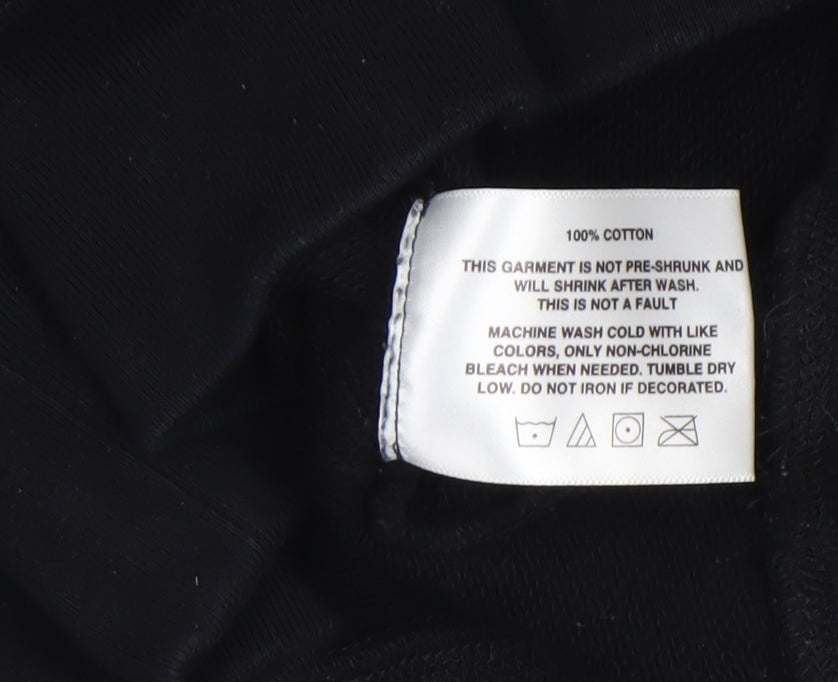 100% COTTON
THIS GARMENT IS NOT PRE-SHRUNK AND
WILL SHRINK AFTER WASH.
THIS IS NOT A FAULT
MACHINE WASH COLD WITH LIKE
COLORS, ONLY NON-CHLORINE
BLEACH WHEN NEEDED. TUMBLE DRY
LOW. DO NOT IRON IF DECORATED.